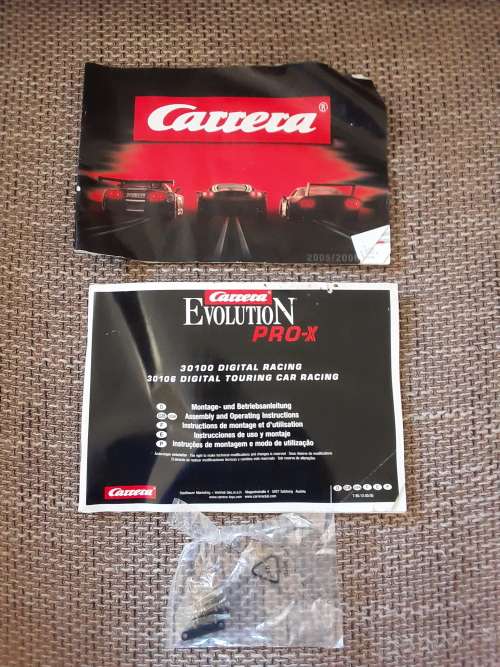 Carrera®
2005/2006
Carrera
EVOLUTION
PRO-X
30100 DIGITAL RACING
30106 DIGITAL TOURING CAR RACING
D Montage- und Betriebsanleitung
GB Assembly and Operating Instructions
F Instructions de montage et d'utilisation
E Instrucciones de uso y montaje
P Instruções de montagem e modo de utilização
Carrera